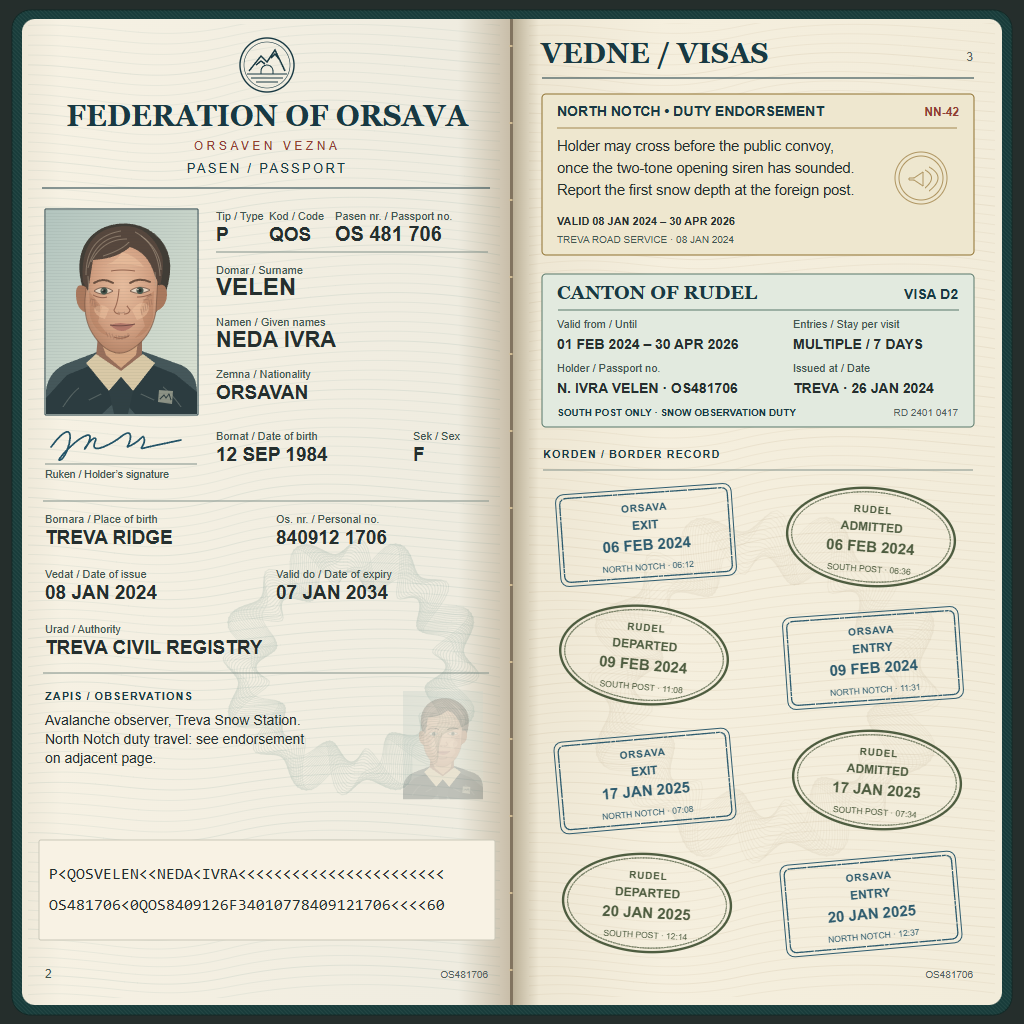 FEDERATION OF ORSAVA
ORSAVEN VEZNA
PASEN / PASSPORT
Tip / Type Kod / Code Pasen nr. / Passport no.
P QOS OS 481 706
Domar / Surname
VELEN
Namen / Given names
NEDA IVRA
Zemna / Nationality
ORSAVAN
Bornat / Date of birth Sek / Sex
12 SEP 1984 F
Ruken / Holder's signature
Bornara / Place of birth Os. nr. / Personal no.
TREVA RIDGE 840912 1706
Vedat / Date of issue Valid do / Date of expiry
08 JAN 2024 07 JAN 2034
Urad / Authority
TREVA CIVIL REGISTRY
ZAPIS / OBSERVATIONS
Avalanche observer, Treva Snow Station.
North Notch duty travel: see endorsement
on adjacent page.
P<QOSVELEN<<NEDA<IVRA<<<<<<<<<<<<<<<<<<<<<<<
OS481706<0QOS8409126F34010778409121706<<<<60
2 OS481706
VEDNE / VISAS 3
NORTH NOTCH • DUTY ENDORSEMENT NN-42
Holder may cross before the public convoy,
once the two-tone opening siren has sounded.
Report the first snow depth at the foreign post.
VALID 08 JAN 2024 – 30 APR 2026
TREVA ROAD SERVICE · 08 JAN 2024
CANTON OF RUDEL VISA D2
Valid from / Until Entries / Stay per visit
01 FEB 2024 – 30 APR 2026 MULTIPLE / 7 DAYS
Holder / Passport no. Issued at / Date
N. IVRA VELEN · OS481706 TREVA · 26 JAN 2024
SOUTH POST ONLY · SNOW OBSERVATION DUTY RD 2401 0417
KORDEN / BORDER RECORD
ORSAVA
EXIT
06 FEB 2024
NORTH NOTCH · 06:12
RUDEL
ADMITTED
06 FEB 2024
SOUTH POST · 06:36
RUDEL
DEPARTED
09 FEB 2024
SOUTH POST · 11:08
ORSAVA
ENTRY
09 FEB 2024
NORTH NOTCH · 11:31
ORSAVA
EXIT
17 JAN 2025
NORTH NOTCH · 07:08
RUDEL
ADMITTED
17 JAN 2025
SOUTH POST · 07:34
RUDEL
DEPARTED
20 JAN 2025
SOUTH POST · 12:14
ORSAVA
ENTRY
20 JAN 2025
NORTH NOTCH · 12:37
OS481706